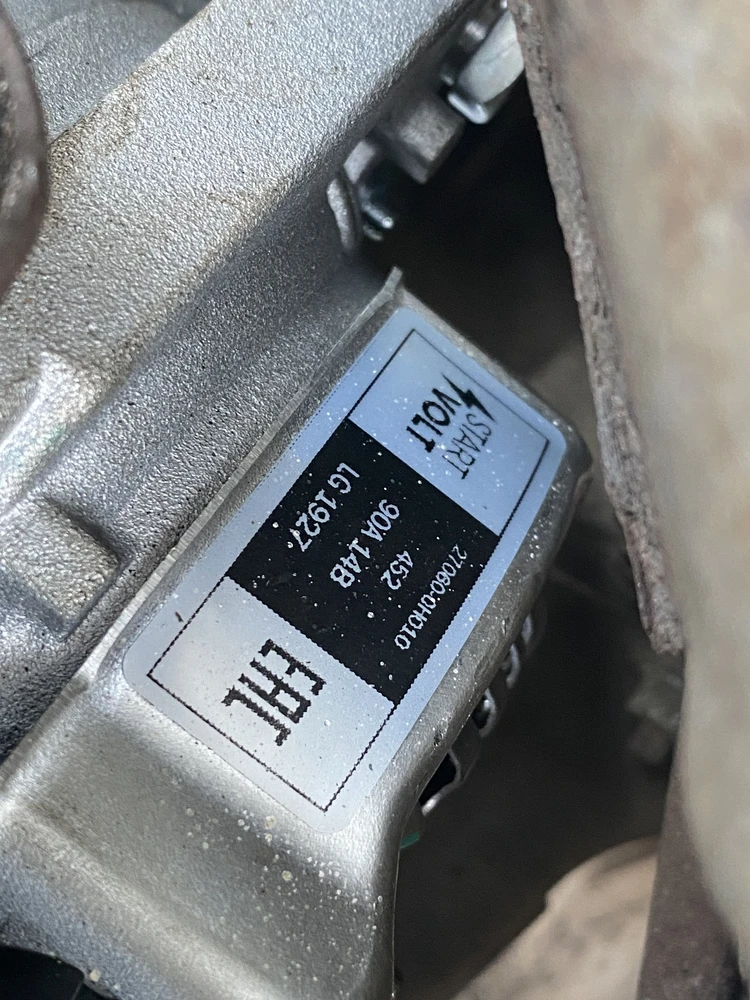 START
VOLT
27060-0H010
452
90A 14В
LG 1927
EAC